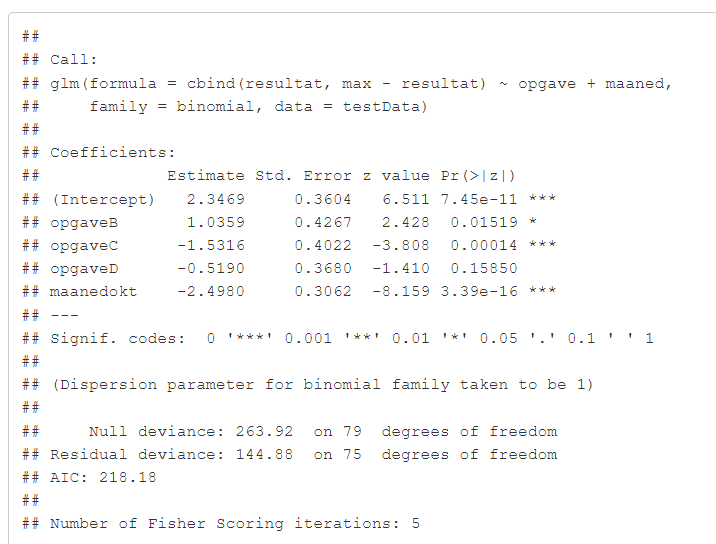 ##
## Call:
## glm(formula = cbind(resultat, max - resultat) ~ opgave + maaned,
##     family = binomial, data = testData)
##
## Coefficients:
##             Estimate Std. Error z value Pr(>|z|)
## (Intercept)   2.3469     0.3604   6.511 7.45e-11 ***
## opgaveB       1.0359     0.4267   2.428  0.01519 *
## opgaveC      -1.5316     0.4022  -3.808  0.00014 ***
## opgaveD      -0.5190     0.3680  -1.410  0.15850
## maanedokt    -2.4980     0.3062  -8.159 3.39e-16 ***
## ---
## Signif. codes:  0 '***' 0.001 '**' 0.01 '*' 0.05 '.' 0.1 ' ' 1
##
## (Dispersion parameter for binomial family taken to be 1)
##
##     Null deviance: 263.92  on 79  degrees of freedom
## Residual deviance: 144.88  on 75  degrees of freedom
## AIC: 218.18
##
## Number of Fisher Scoring iterations: 5